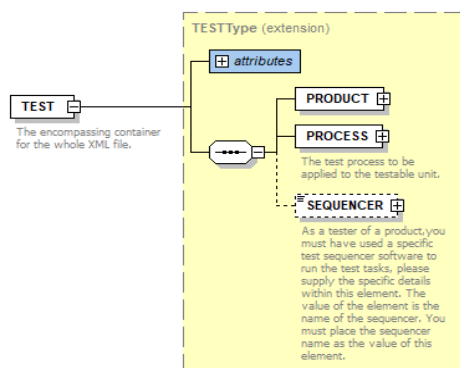 TESTType (extension)
attributes
TEST
The encompassing container
for the whole XML file.
PRODUCT
PROCESS
The test process to be
applied to the testable unit.
SEQUENCER
As a tester of a product,you
must have used a specific
test sequencer software to
run the test tasks, please
supply the specific details
within this element. The
value of the element is the
name of the sequencer. You
must place the sequencer
name as the value of this
element.